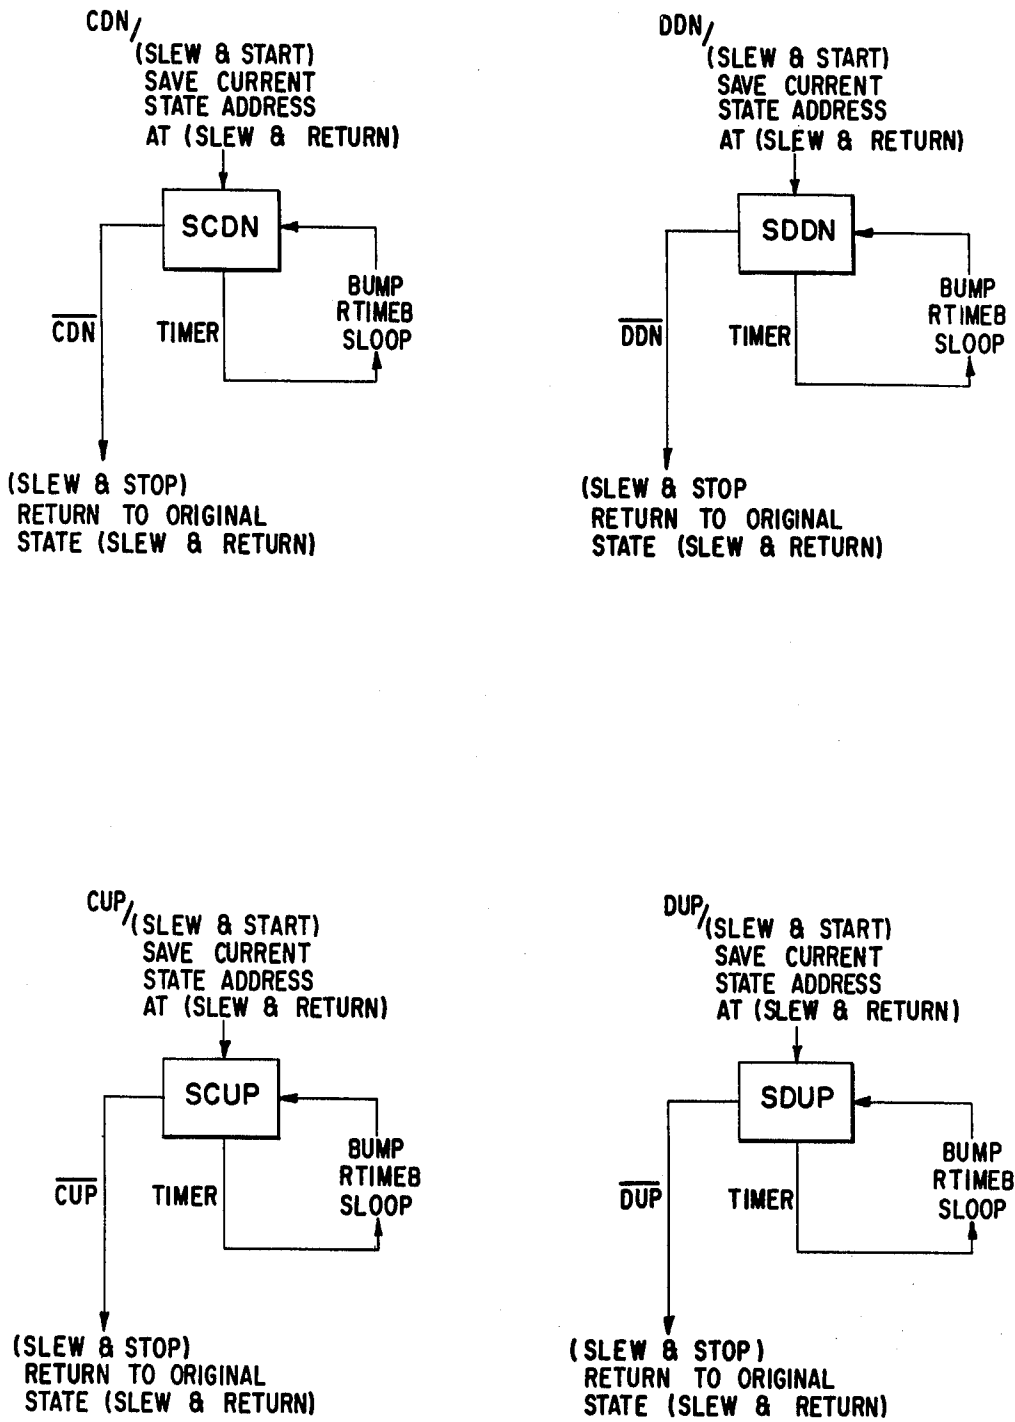 CDN/
(SLEW & START)
SAVE CURRENT
STATE ADDRESS
AT (SLEW & RETURN)
SCDN
BUMP
RTIMEB
SLOOP
CDN
TIMER
(SLEW & STOP)
RETURN TO ORIGINAL
STATE (SLEW & RETURN)
DDN/
(SLEW & START)
SAVE CURRENT
STATE ADDRESS
AT (SLEW & RETURN)
SDDN
BUMP
RTIMEB
SLOOP
DDN
TIMER
(SLEW & STOP
RETURN TO ORIGINAL
STATE (SLEW & RETURN)
CUP/
(SLEW & START)
SAVE CURRENT
STATE ADDRESS
AT (SLEW & RETURN)
SCUP
BUMP
RTIMEB
SLOOP
CUP
TIMER
(SLEW & STOP)
RETURN TO ORIGINAL
STATE (SLEW & RETURN)
DUP/
(SLEW & START)
SAVE CURRENT
STATE ADDRESS
AT (SLEW & RETURN)
SDUP
BUMP
RTIMEB
SLOOP
DUP
TIMER
(SLEW & STOP)
RETURN TO ORIGINAL
STATE (SLEW & RETURN)